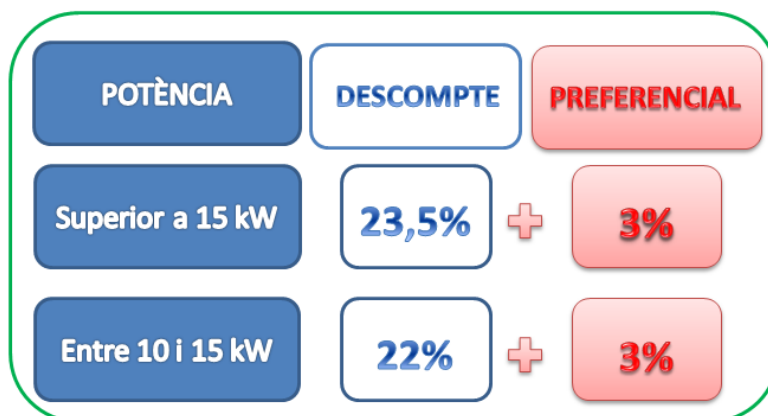 POTÈNCIA DESCOMPTE PREFERENCIAL
Superior a 15 kW 23,5% + 3%
Entre 10 i 15 kW 22% + 3%